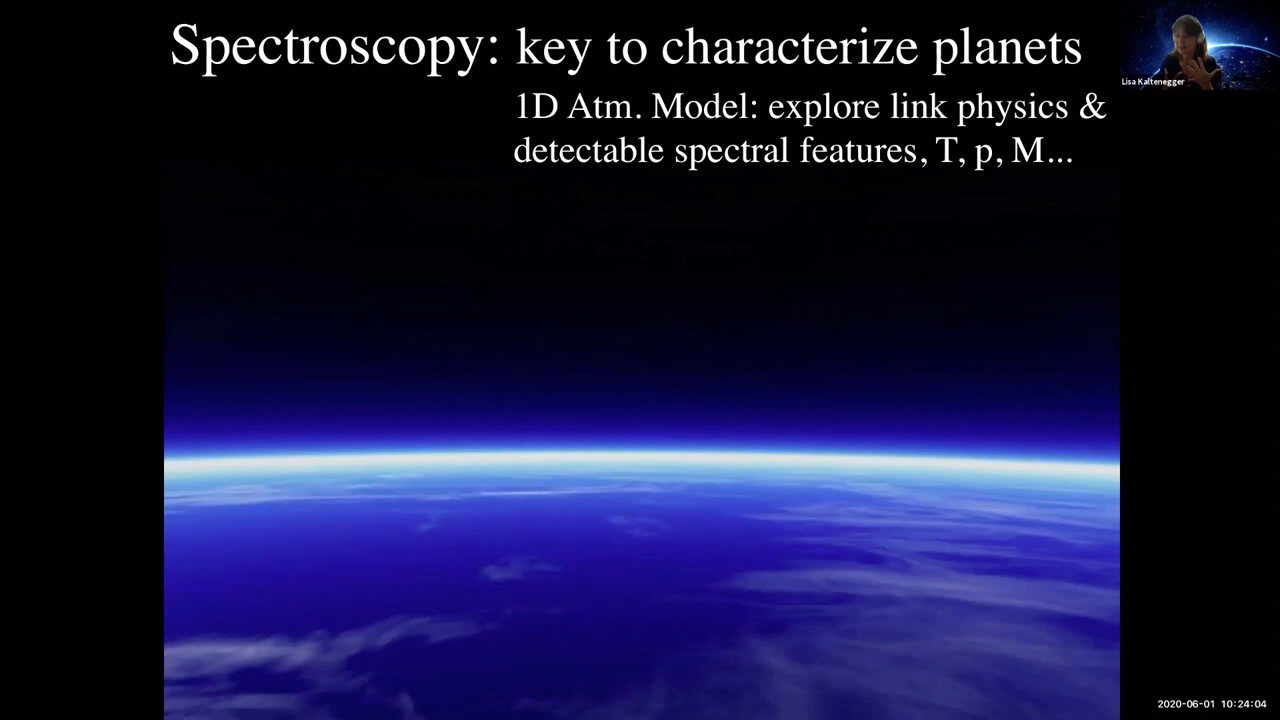 Spectroscopy: key to characterize planets
1D Atm. Model: explore link physics &
detectable spectral features, T, p, M...
Lisa Kaltenegger
2020-06-01 10:24:04